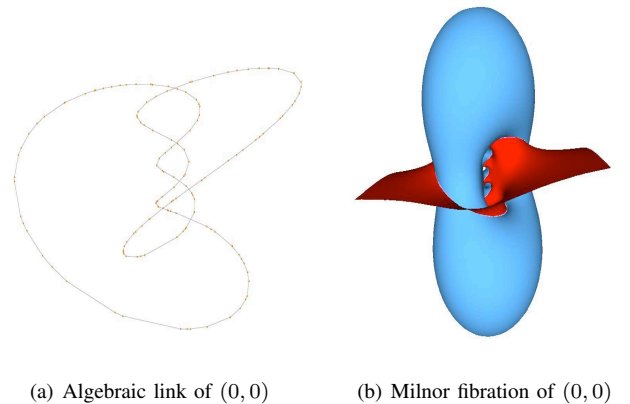 (a) Algebraic link of (0, 0)
(b) Milnor fibration of (0, 0)